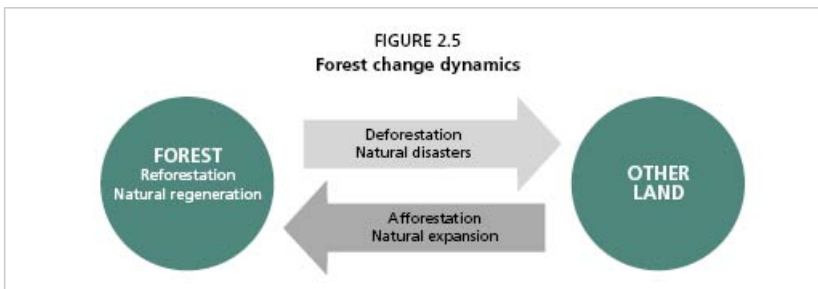 FIGURE 2.5
Forest change dynamics
FOREST
Reforestation
Natural regeneration
Deforestation
Natural disasters
Afforestation
Natural expansion
OTHER
LAND